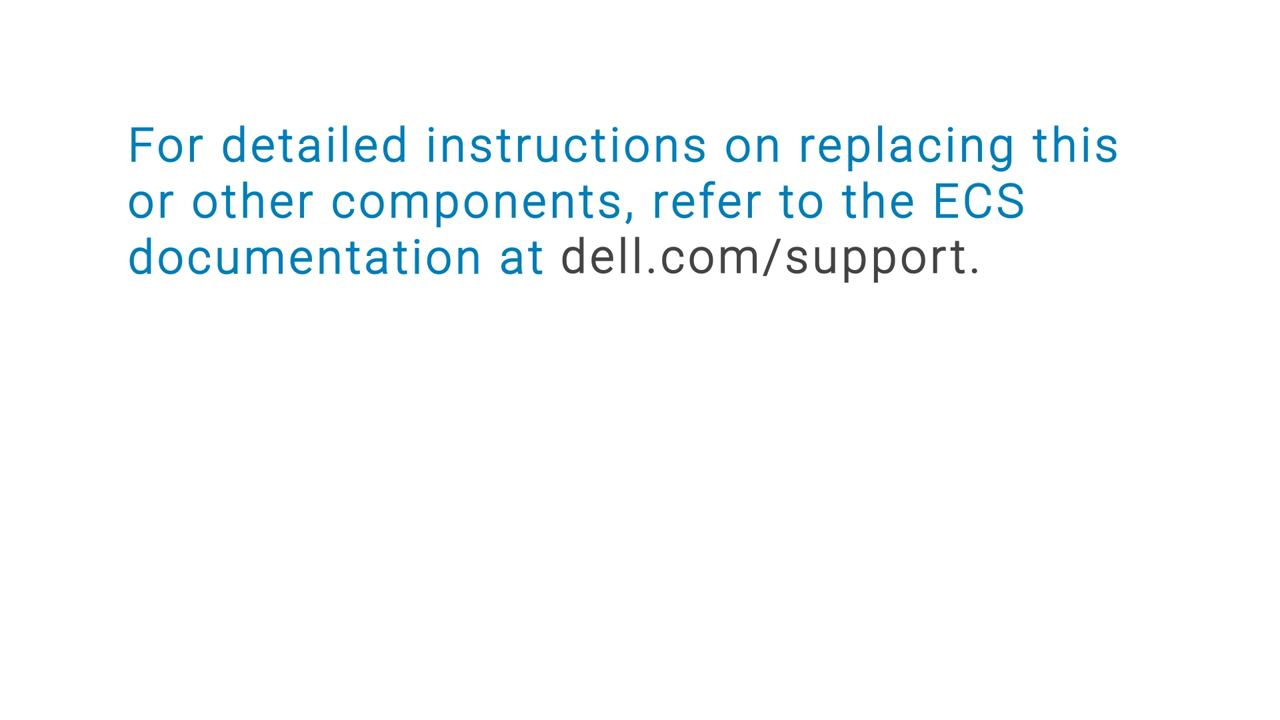 For detailed instructions on replacing this
or other components, refer to the ECS
documentation at dell.com/support.